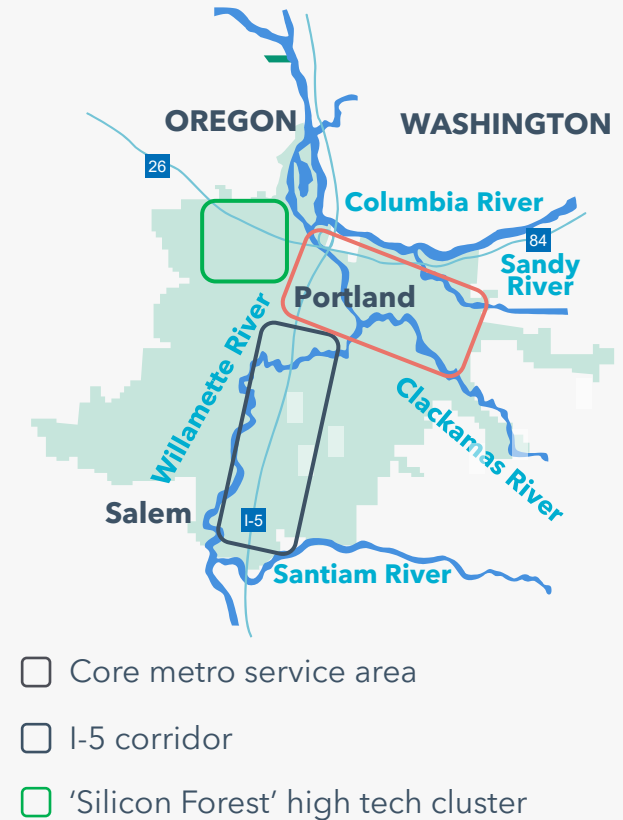 OREGON
WASHINGTON
26
Columbia River
84
Sandy
River
Portland
Willamette River
Clackamas River
Salem
I-5
Santiam River
Core metro service area
I-5 corridor
‘Silicon Forest’ high tech cluster